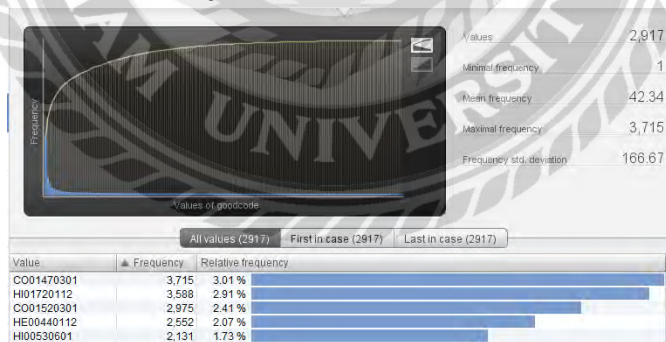 Values 2,917
Minimal frequency 1
Mean frequency 42.34
Maximal frequency 3,715
Frequency std. deviation 166.67
Frequency
Values of goodcode
UNIVERSIT
All values (2917) First in case (2917) Last in case (2917)
Value Frequency Relative frequency
CO01470301 3,715 3.01 %
HI01720112 3,588 2.91 %
CO01520301 2,975 2.41 %
HE00440112 2,552 2.07 %
HI00530601 2,131 1.73 %